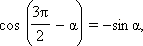 cos (3π/2 − α) = −sin α,